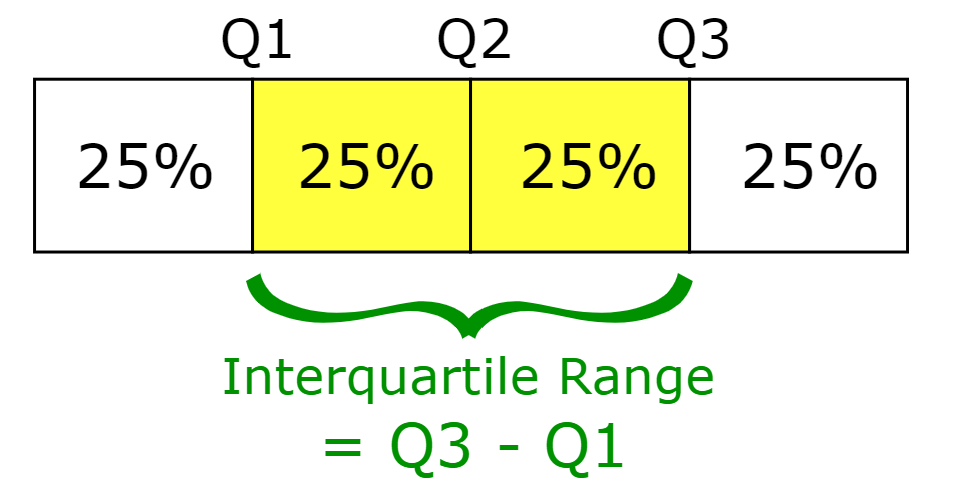 Q1 Q2 Q3
25% 25% 25% 25%
Interquartile Range
= Q3 - Q1